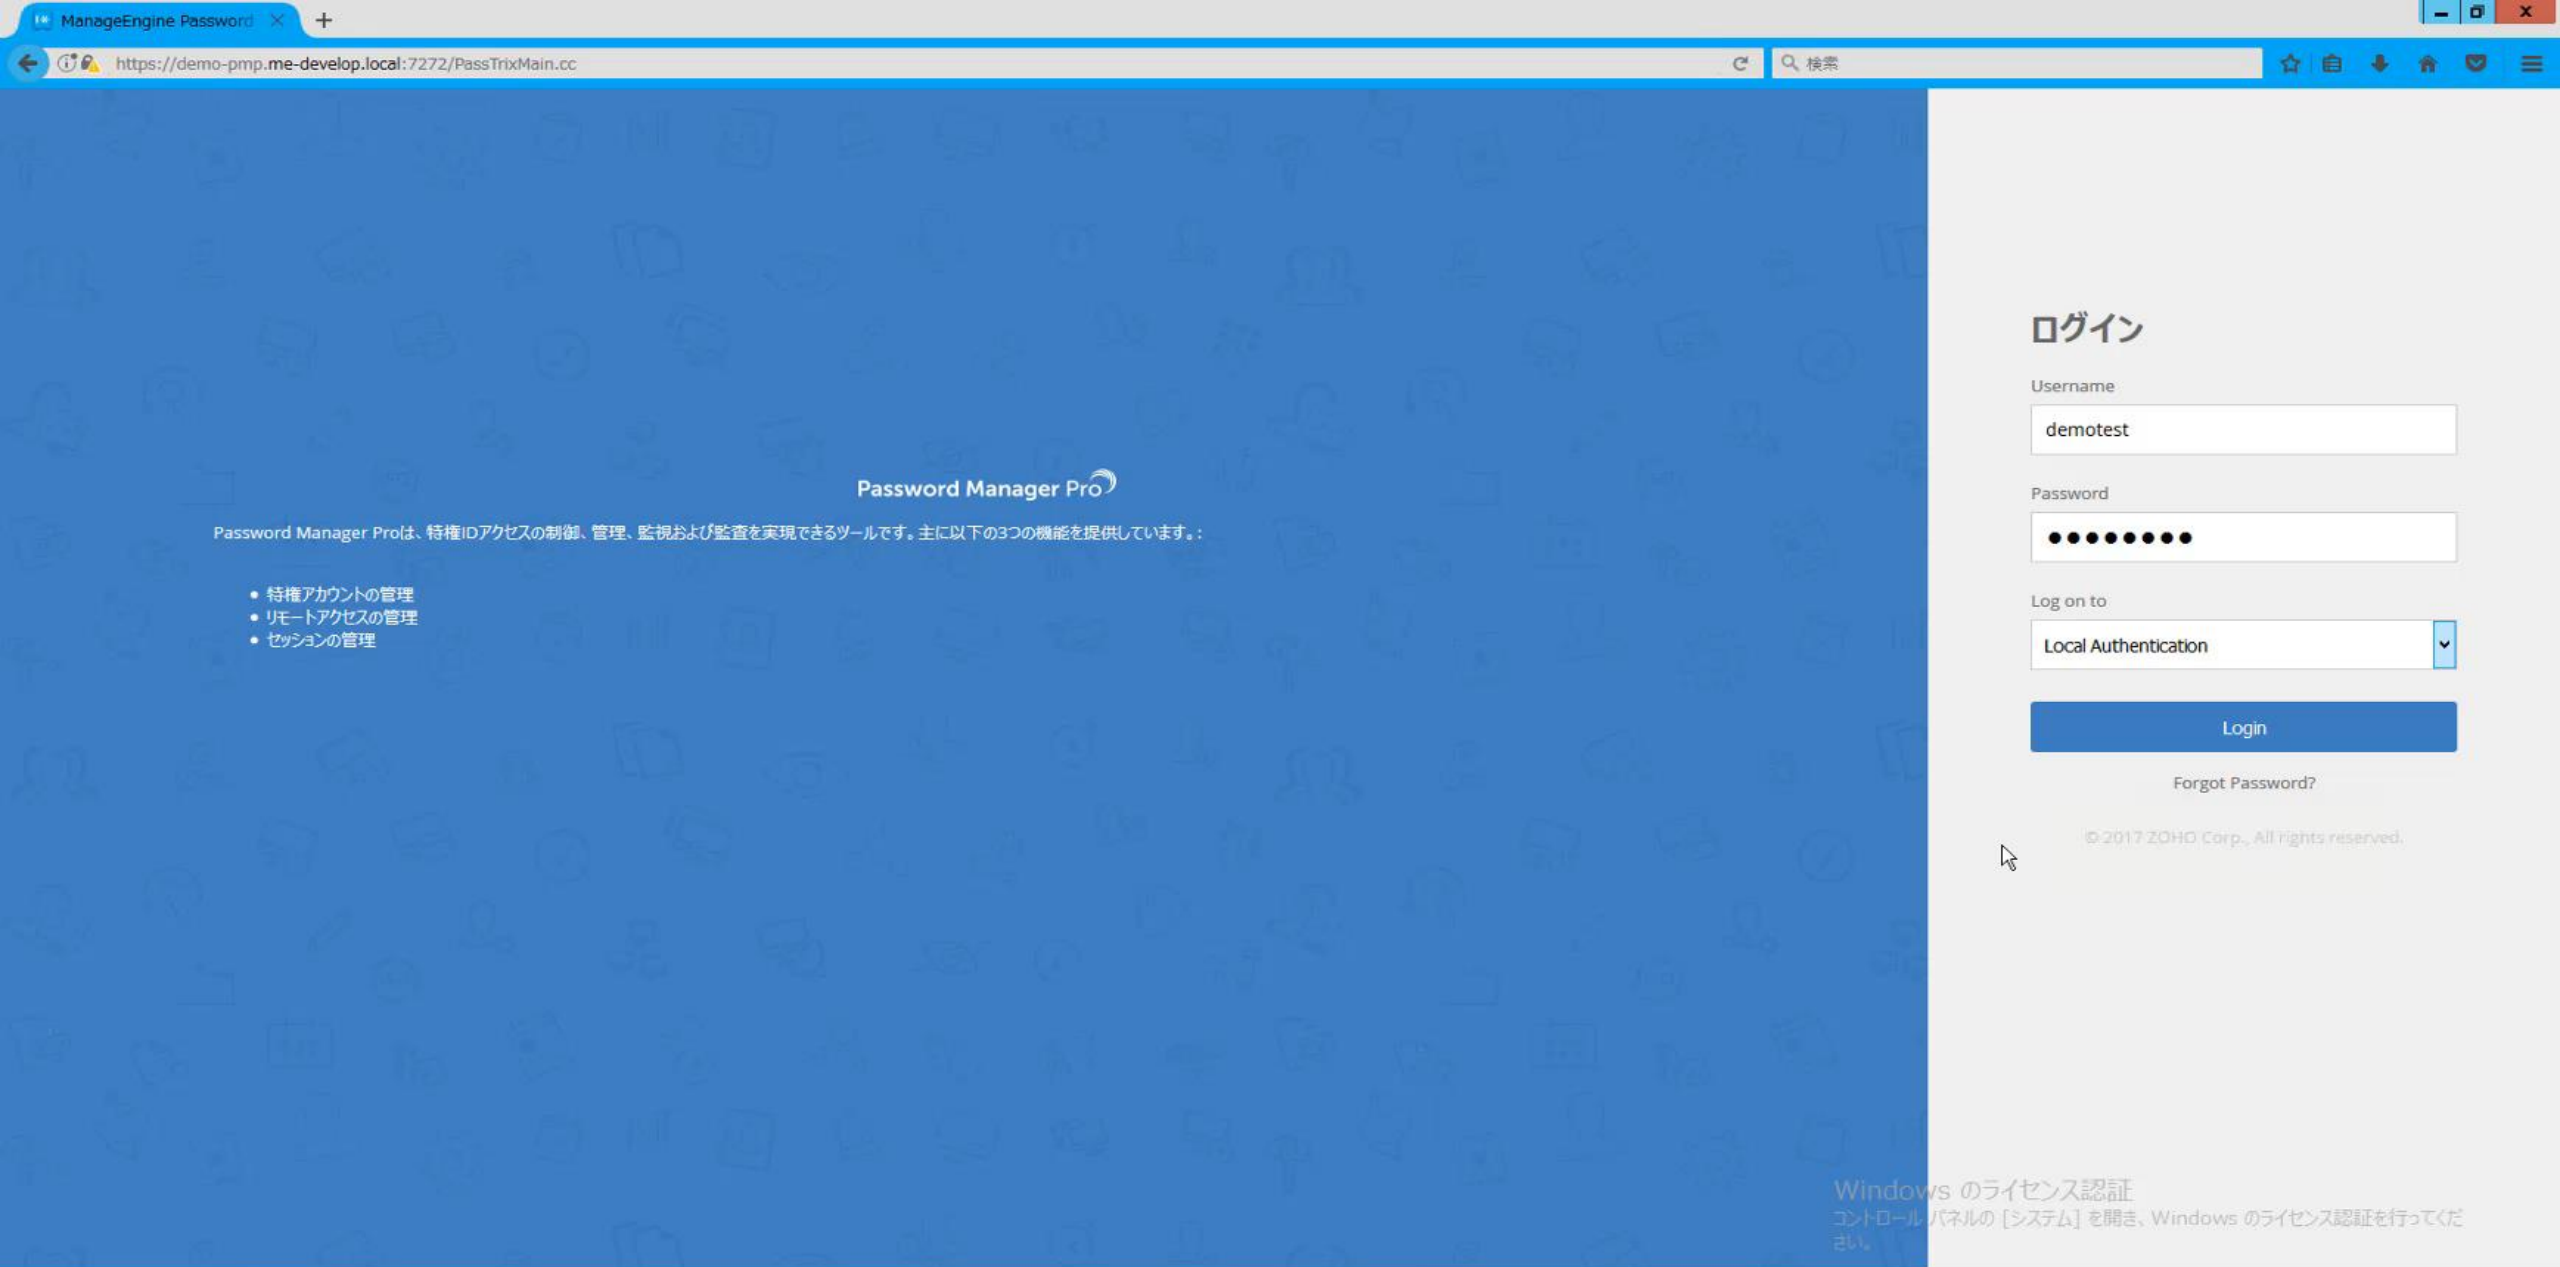 ManageEngine Password
https://demo-pmp.me-develop.local:7272/PassTrixMain.cc
検索
Password Manager Pro
Password Manager Proは、特権IDアクセスの制御、管理、監視および監査を実現できるツールです。主に以下の3つの機能を提供しています。:
特権アカウントの管理
リモートアクセスの管理
セッションの管理
ログイン
Username
demotest
Password
Log on to
Local Authentication
Login
Forgot Password?
© 2017 ZOHO Corp., All rights reserved.
Windows のライセンス認証
コントロール パネルの [システム] を開き、Windows のライセンス認証を行ってくだ
さい。